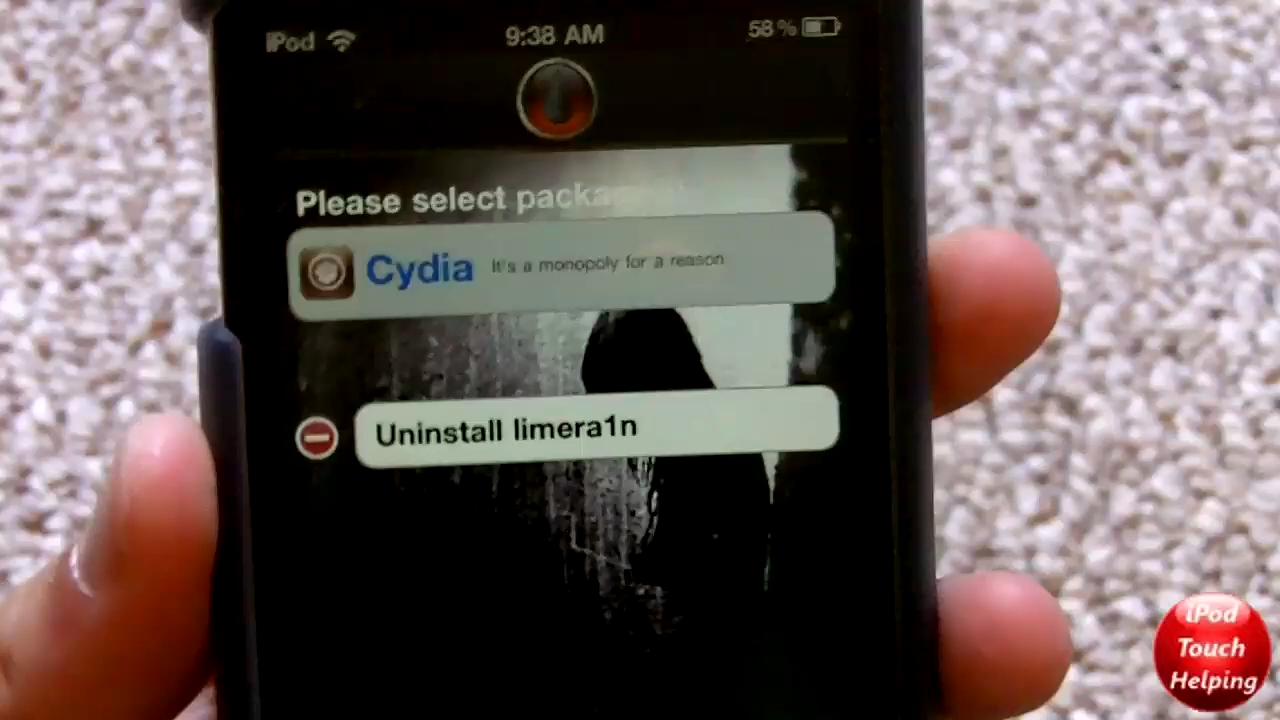 iPod 9:38 AM 58%
Please select packa
Cydia It's a monopoly for a reason
Uninstall limera1n
iPod
Touch
Helping